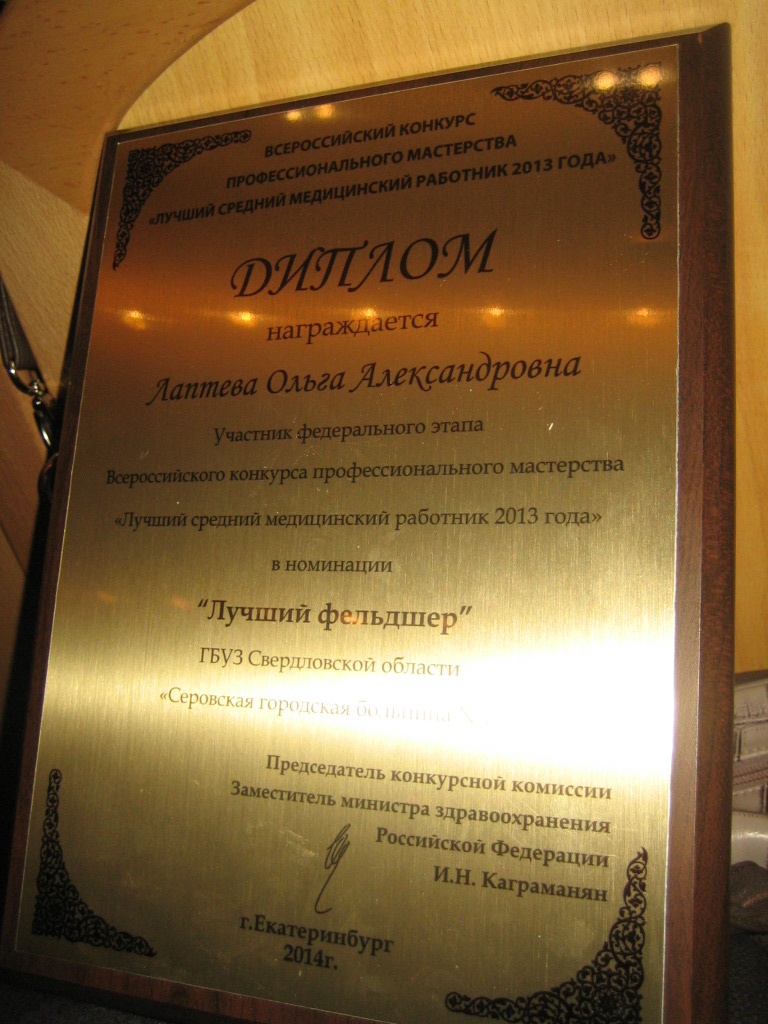 ВСЕРОССИЙСКИЙ КОНКУРС
ПРОФЕССИОНАЛЬНОГО МАСТЕРСТВА
«ЛУЧШИЙ СРЕДНИЙ МЕДИЦИНСКИЙ РАБОТНИК 2013 ГОДА»
ДИПЛОМ
награждается
Лаптева Ольга Александровна
Участник федерального этапа
Всероссийского конкурса профессионального мастерства
«Лучший средний медицинский работник 2013 года»
в номинации
“Лучший фельдшер”
ГБУЗ Свердловской области
«Серовская городская больница
Председатель конкурсной комиссии
Заместитель министра здравоохранения
Российской Федерации
И.Н. Каграманян
г.Екатеринбург
2014г.